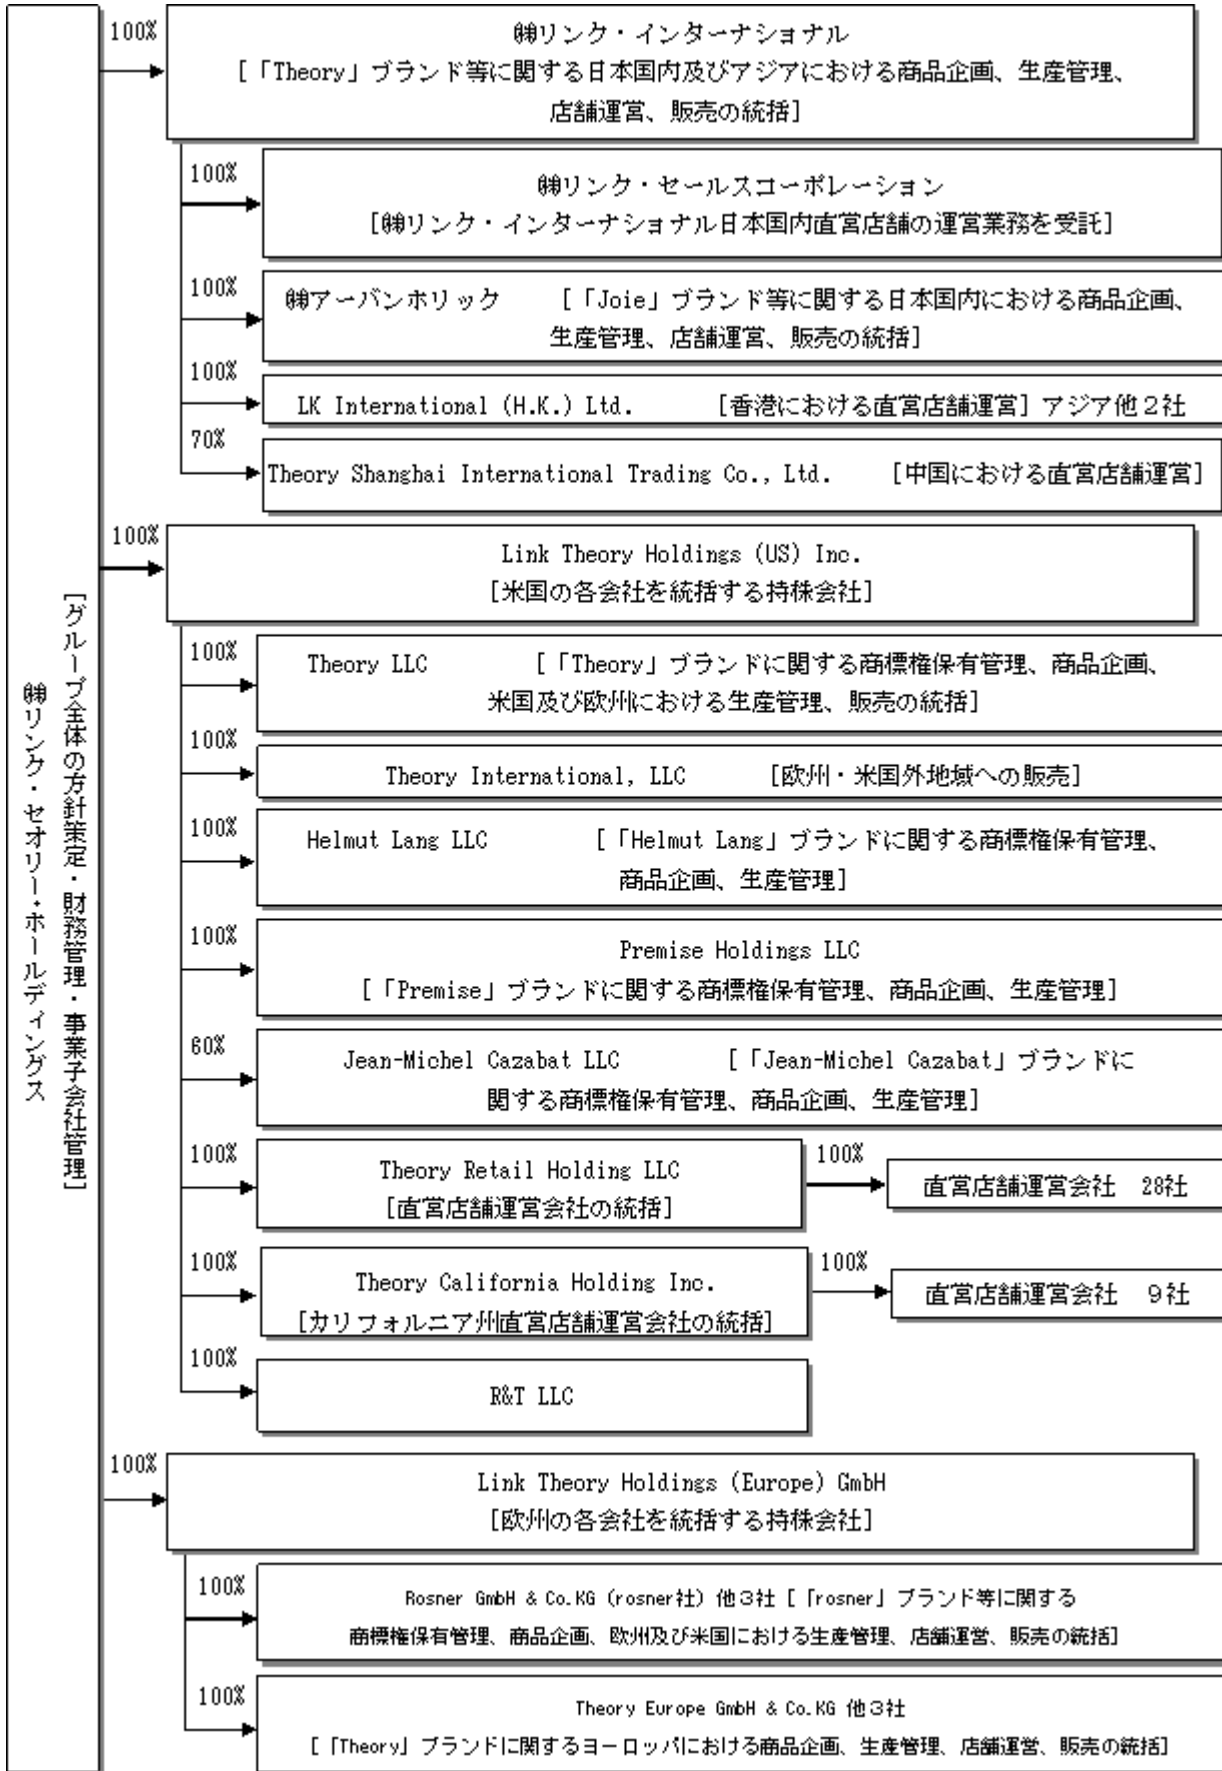 ㈱リンク・セオリー・ホールディングス
[グループ全体の方針策定・財務管理・事業子会社管理]
100%
㈱リンク・インターナショナル
[「Theory」ブランド等に関する日本国内及びアジアにおける商品企画、生産管理、
店舗運営、販売の統括]
100%
㈱リンク・セールスコーポレーション
[㈱リンク・インターナショナル日本国内直営店舗の運営業務を受託]
100%
㈱アーバンホリック [「Joie」ブランド等に関する日本国内における商品企画、
生産管理、店舗運営、販売の統括]
100%
LK International (H.K.) Ltd. [香港における直営店舗運営] アジア他2社
70%
Theory Shanghai International Trading Co., Ltd. [中国における直営店舗運営]
100%
Link Theory Holdings (US) Inc.
[米国の各会社を統括する持株会社]
100%
Theory LLC [「Theory」ブランドに関する商標権保有管理、商品企画、
米国及び欧州における生産管理、販売の統括]
100%
Theory International, LLC [欧州・米国外地域への販売]
100%
Helmut Lang LLC [「Helmut Lang」ブランドに関する商標権保有管理、
商品企画、生産管理]
100%
Premise Holdings LLC
[「Premise」ブランドに関する商標権保有管理、商品企画、生産管理]
60%
Jean-Michel Cazabat LLC [「Jean-Michel Cazabat」ブランドに
関する商標権保有管理、商品企画、生産管理]
100%
Theory Retail Holding LLC
[直営店舗運営会社の統括]
100%
直営店舗運営会社 28社
100%
Theory California Holding Inc.
[カリフォルニア州直営店舗運営会社の統括]
100%
直営店舗運営会社 9社
100%
R&T LLC
100%
Link Theory Holdings (Europe) GmbH
[欧州の各会社を統括する持株会社]
100%
Rosner GmbH & Co.KG (rosner社) 他3社 [「rosner」ブランド等に関する
商標権保有管理、商品企画、欧州及び米国における生産管理、店舗運営、販売の統括]
100%
Theory Europe GmbH & Co.KG 他3社
[「Theory」ブランドに関するヨーロッパにおける商品企画、生産管理、店舗運営、販売の統括]